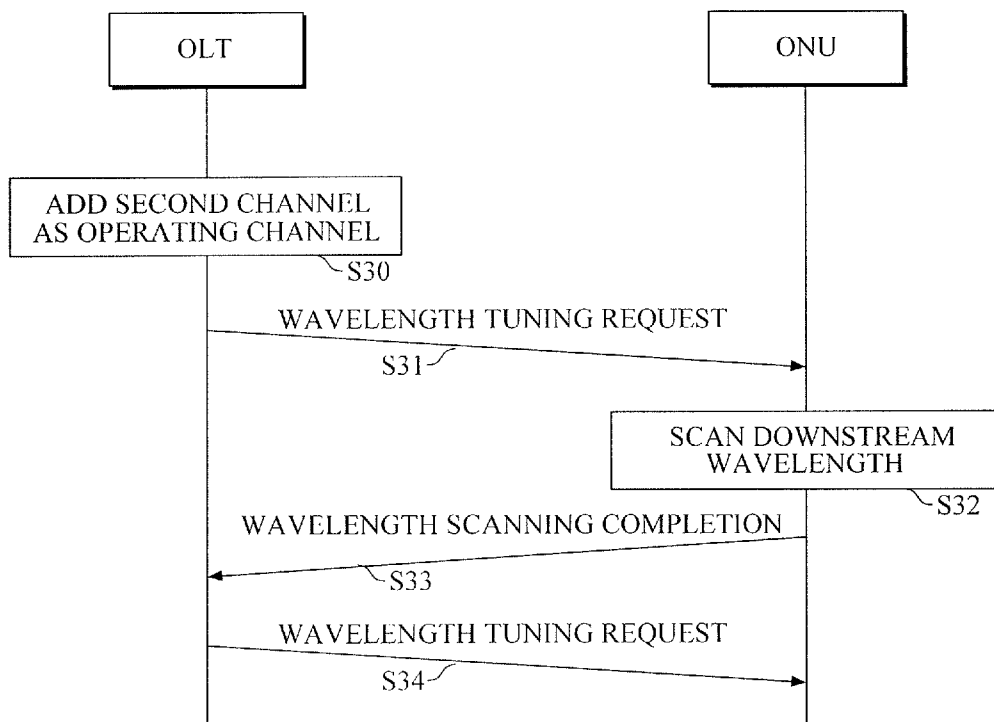 OLT
ONU
ADD SECOND CHANNEL
AS OPERATING CHANNEL
S30
WAVELENGTH TUNING REQUEST
S31
SCAN DOWNSTREAM
WAVELENGTH
S32
WAVELENGTH SCANNING COMPLETION
S33
WAVELENGTH TUNING REQUEST
S34